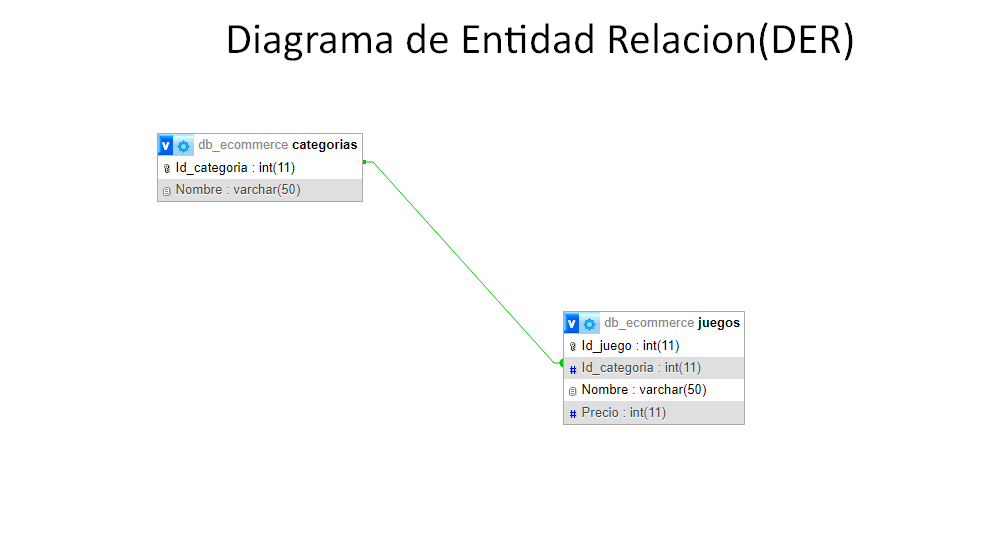 Diagrama de Entidad Relacion(DER)
v db_ecommerce categorias
Id_categoria : int(11)
Nombre : varchar(50)
v db_ecommerce juegos
Id_juego : int(11)
# Id_categoria : int(11)
Nombre : varchar(50)
# Precio : int(11)